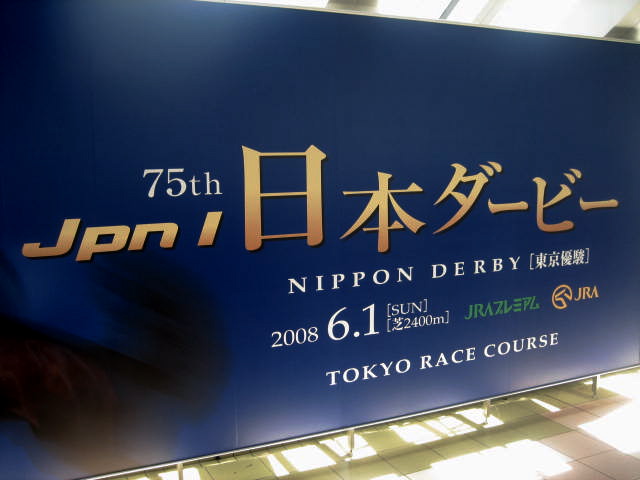 75th
Jpn I 日本ダービー
NIPPON DERBY [東京優駿]
2008 6.1 [SUN] [芝2400m] JRAプレミアム JRA
TOKYO RACE COURSE